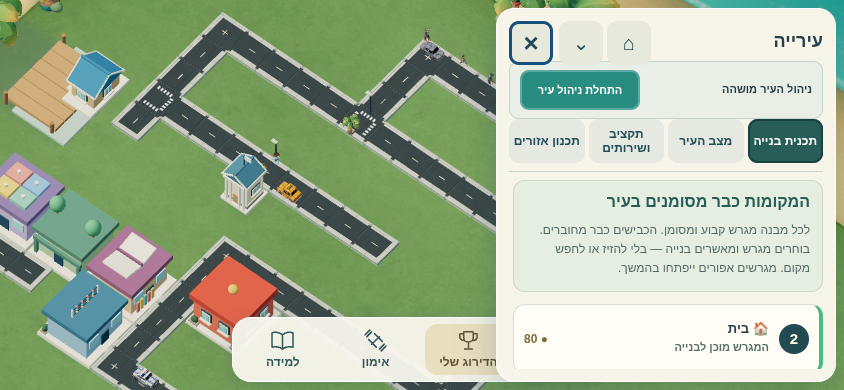 עירייה
ניהול העיר מושהה
התחלת ניהול עיר
תכנית בנייה
מצב העיר
תקציב
ושירותים
תכנון אזורים
המקומות כבר מסומנים בעיר
לכל מבנה מגרש קבוע ומסומן. הכבישים כבר מחוברים.
בוחרים מגרש ומאשרים בנייה — בלי להזיז או לחפש
מקום. מגרשים אפורים ייפתחו בהמשך.
2
🏠 בית
המגרש מוכן לבנייה
● 80
הדירוג שלי
אימון
למידה